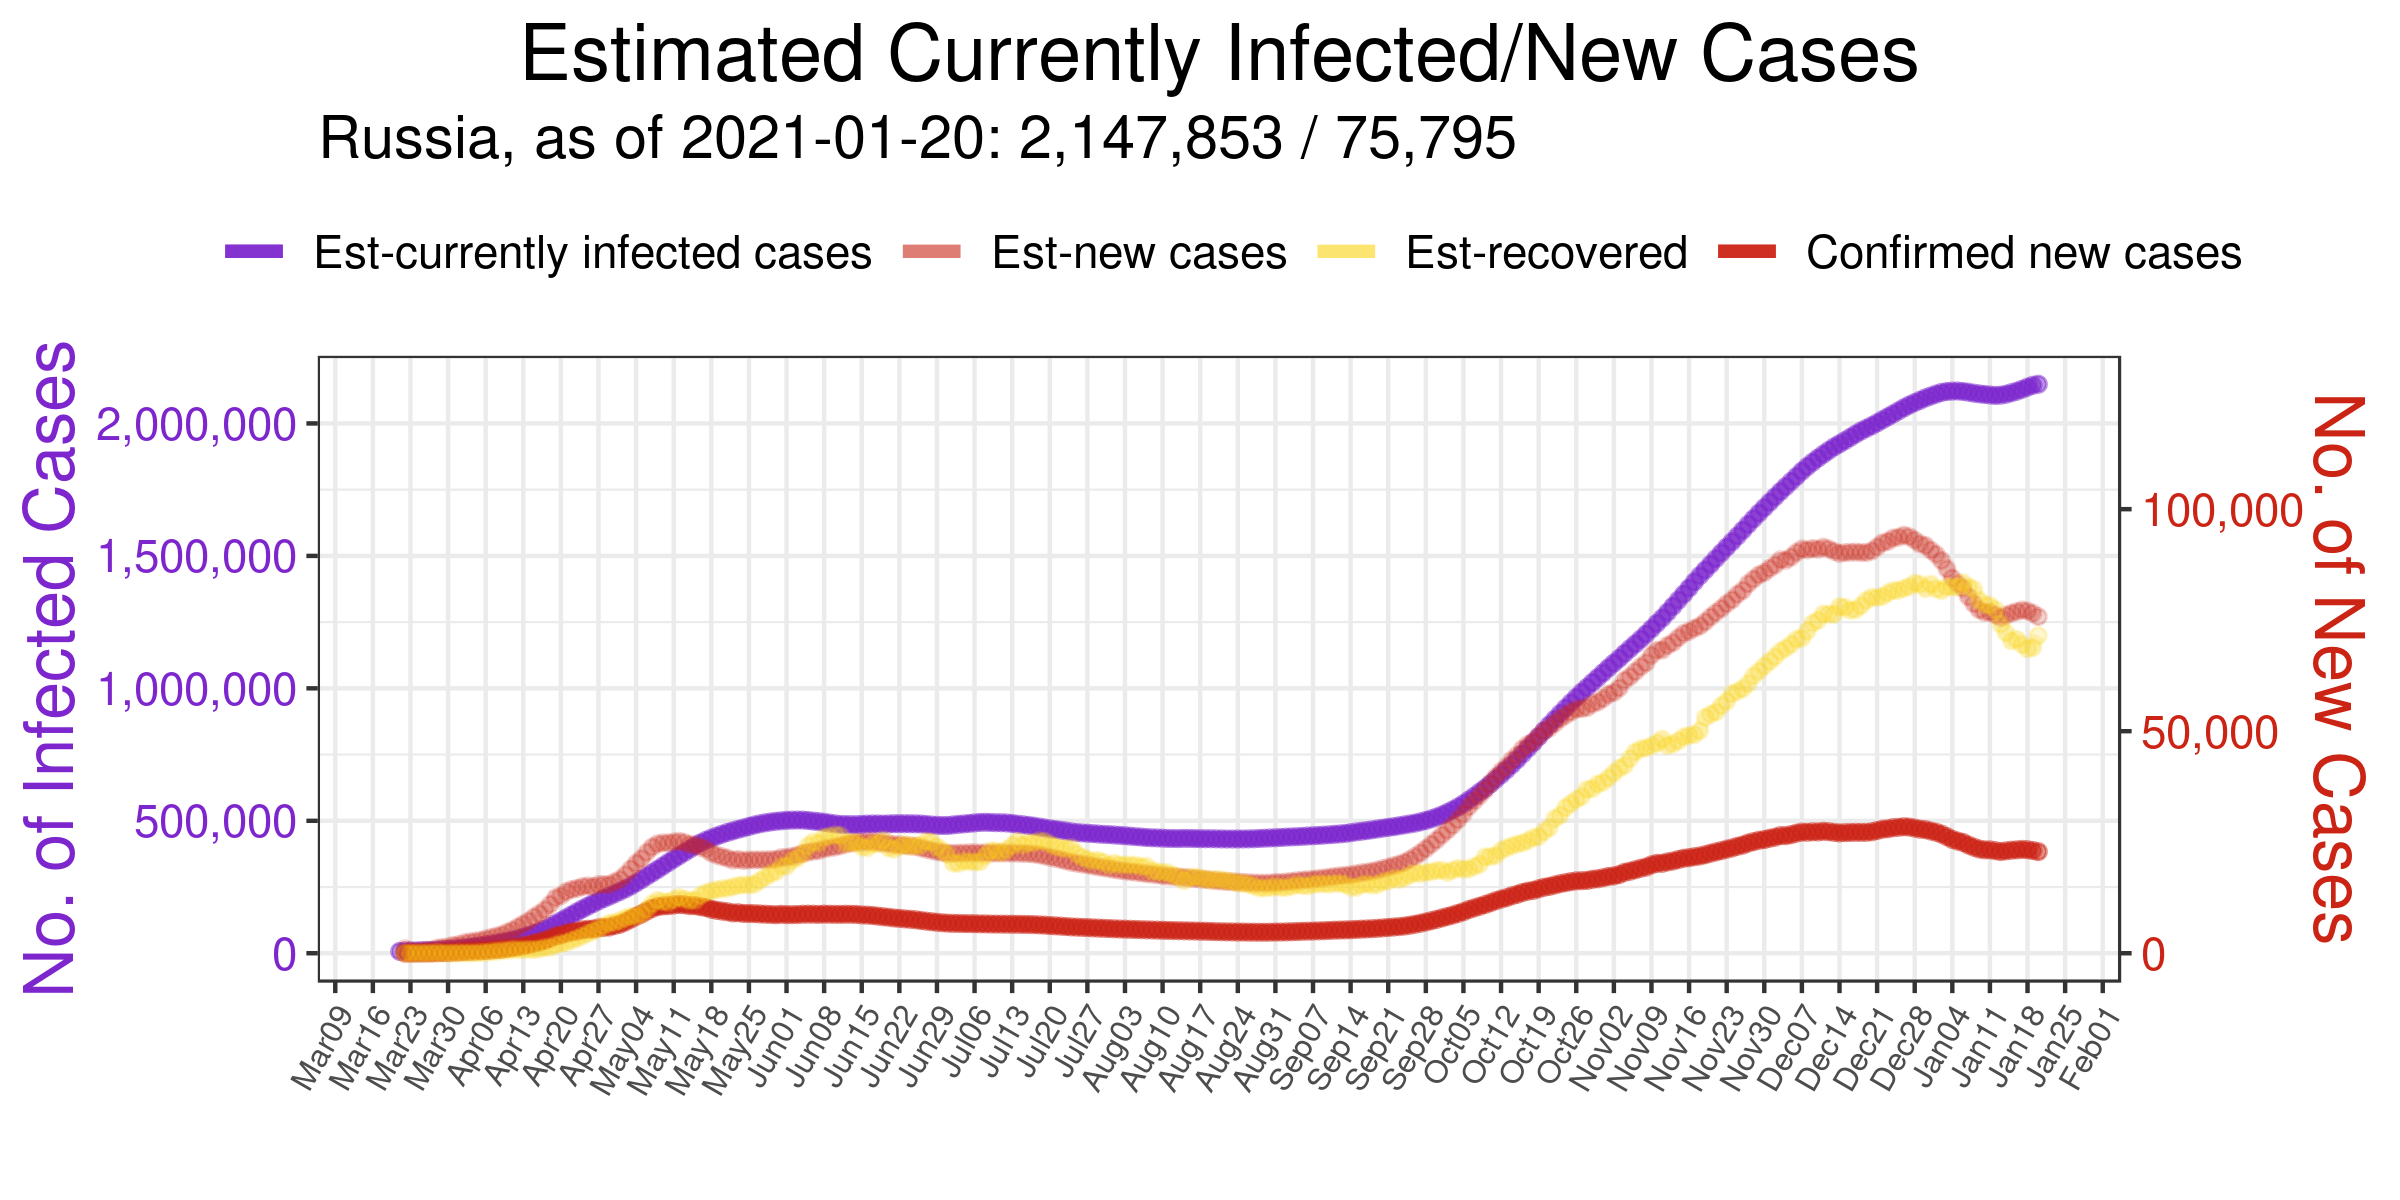 Estimated Currently Infected/New Cases
Russia, as of 2021-01-20: 2,147,853 / 75,795
Est-currently infected cases Est-new cases Est-recovered Confirmed new cases
No. of Infected Cases
2,000,000
1,500,000
1,000,000
500,000
0
100,000
50,000
0
No. of New Cases
Mar09 Mar16 Mar23 Mar30 Apr06 Apr13 Apr20 Apr27 May04 May11 May18 May25 Jun01 Jun08 Jun15 Jun22 Jun29 Jul06 Jul13 Jul20 Jul27 Aug03 Aug10 Aug17 Aug24 Aug31 Sep07 Sep14 Sep21 Sep28 Oct05 Oct12 Oct19 Oct26 Nov02 Nov09 Nov16 Nov23 Nov30 Dec07 Dec14 Dec21 Dec28 Jan04 Jan11 Jan18 Jan25 Feb01